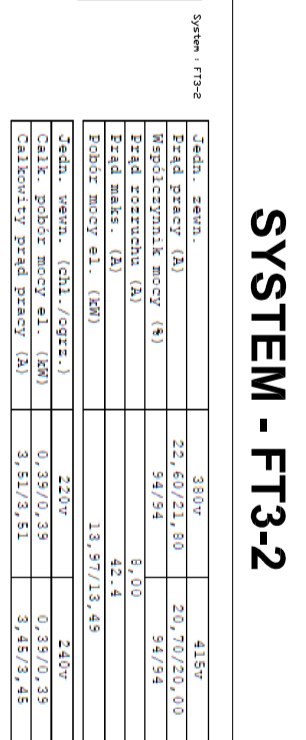 SYSTEM - FT3-2
System : FT3-2
Jedn. zewn. 380v 415v
Prąd pracy (A) 22,60/21,80 20,70/20,00
Współczynnik mocy (%) 94/94 94/94
Prąd rozruchu (A) 8,00
Prąd maks. (A) 42.4
Pobór mocy el. (kW) 13,97/13,49
Jedn. wewn. (chł./ogrz.) 220v 240v
Całk. pobór mocy el. (kW) 0,39/0,39 0,39/0,39
Całkowity prąd pracy (A) 3,51/3,51 3,45/3,45